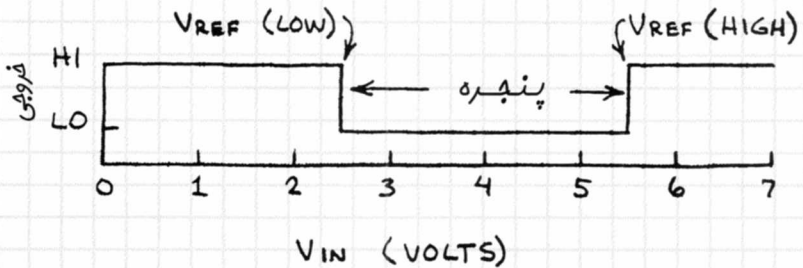 VREF (LOW)
VREF (HIGH)
HI
پنجره
خروجی
LO
0 1 2 3 4 5 6 7
VIN (VOLTS)